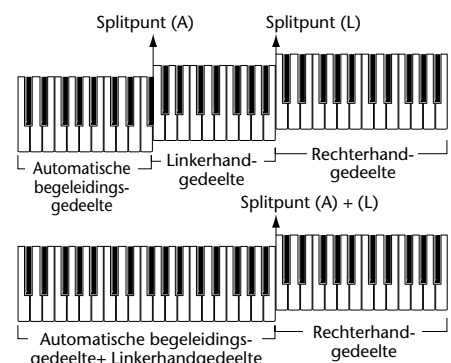 Splitpunt (A)
Splitpunt (L)
Automatische
begeleidings-
gedeelte
Linkerhand-
gedeelte
Rechterhand-
gedeelte
Splitpunt (A) + (L)
Automatische begeleidings-
gedeelte+ Linkerhandgedeelte
Rechterhand-
gedeelte